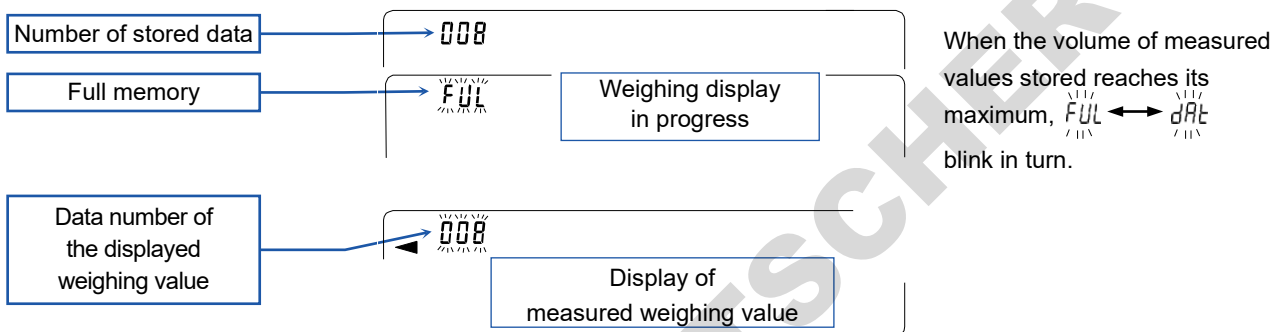 Number of stored data
008
Full memory
FUL
Weighing display
in progress
When the volume of measured
values stored reaches its
maximum, FUL ↔ dAt
blink in turn.
Data number of
the displayed
weighing value
008
Display of
measured weighing value